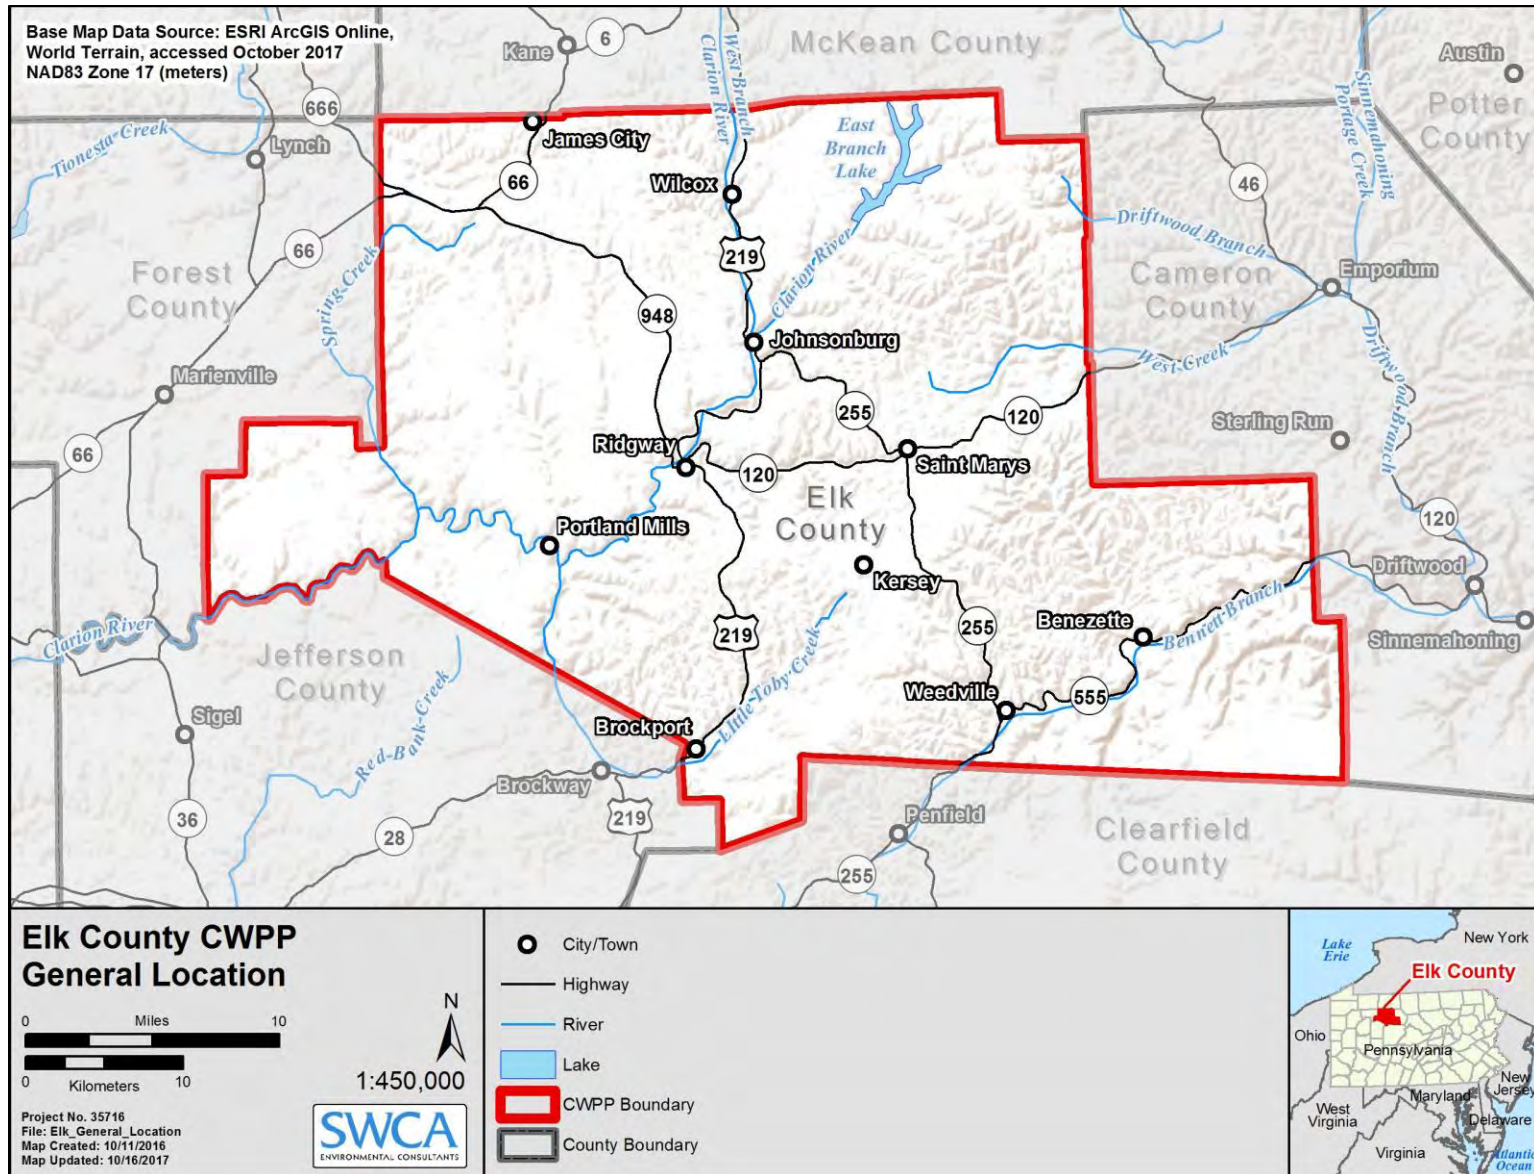 Base Map Data Source: ESRI ArcGIS Online,
World Terrain, accessed October 2017
NAD83 Zone 17 (meters)
Kane
6
McKean County
Austin
Potter
County
666
Tionesta Creek
Lynch
James City
66
West Branch
Clarion River
Wilcox
East
Branch
Lake
46
Sinnemahoning
Portage Creek
66
Forest
County
Spring Creek
219
Clarion River
Driftwood Branch
Cameron
County
Emporium
948
Johnsonburg
West Creek
Driftwood Branch
Marienville
255
120
Sterling Run
66
Ridgway
120
Saint Marys
Elk
County
120
Portland Mills
Kersey
Driftwood
Clarion River
Jefferson
County
219
255
Benezette
Bennett Branch
Sinnemahoning
Little Toby Creek
Weedville
555
Sigel
Red-Bank-Creek
Brockport
Brockway
36
28
219
Penfield
Clearfield
County
255
Elk County CWPP
General Location
0 Miles 10
0 Kilometers 10
N
1:450,000
Project No. 35716
File: Elk_General_Location
Map Created: 10/11/2016
Map Updated: 10/16/2017
SWCA
ENVIRONMENTAL CONSULTANTS
City/Town
Highway
River
Lake
CWPP Boundary
County Boundary
Lake
Erie
New York
Elk County
Ohio
Pennsylvania
New
Jersey
Maryland
West
Virginia
Delaware
Virginia
Atlantic
Ocean